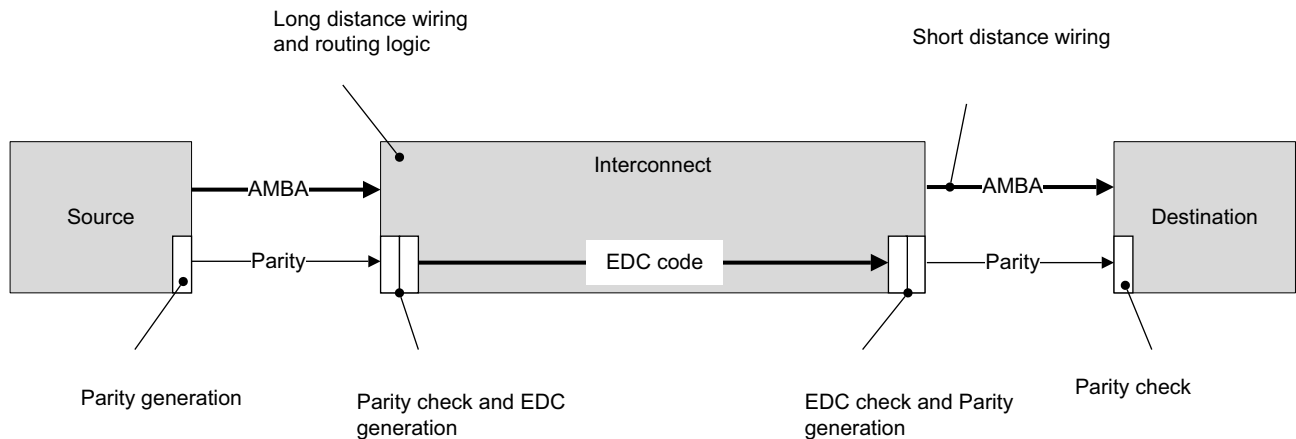 Long distance wiring
and routing logic
Short distance wiring
Interconnect
AMBA
AMBA
Source
Destination
Parity
EDC code
Parity
Parity generation
Parity check and EDC
generation
EDC check and Parity
generation
Parity check